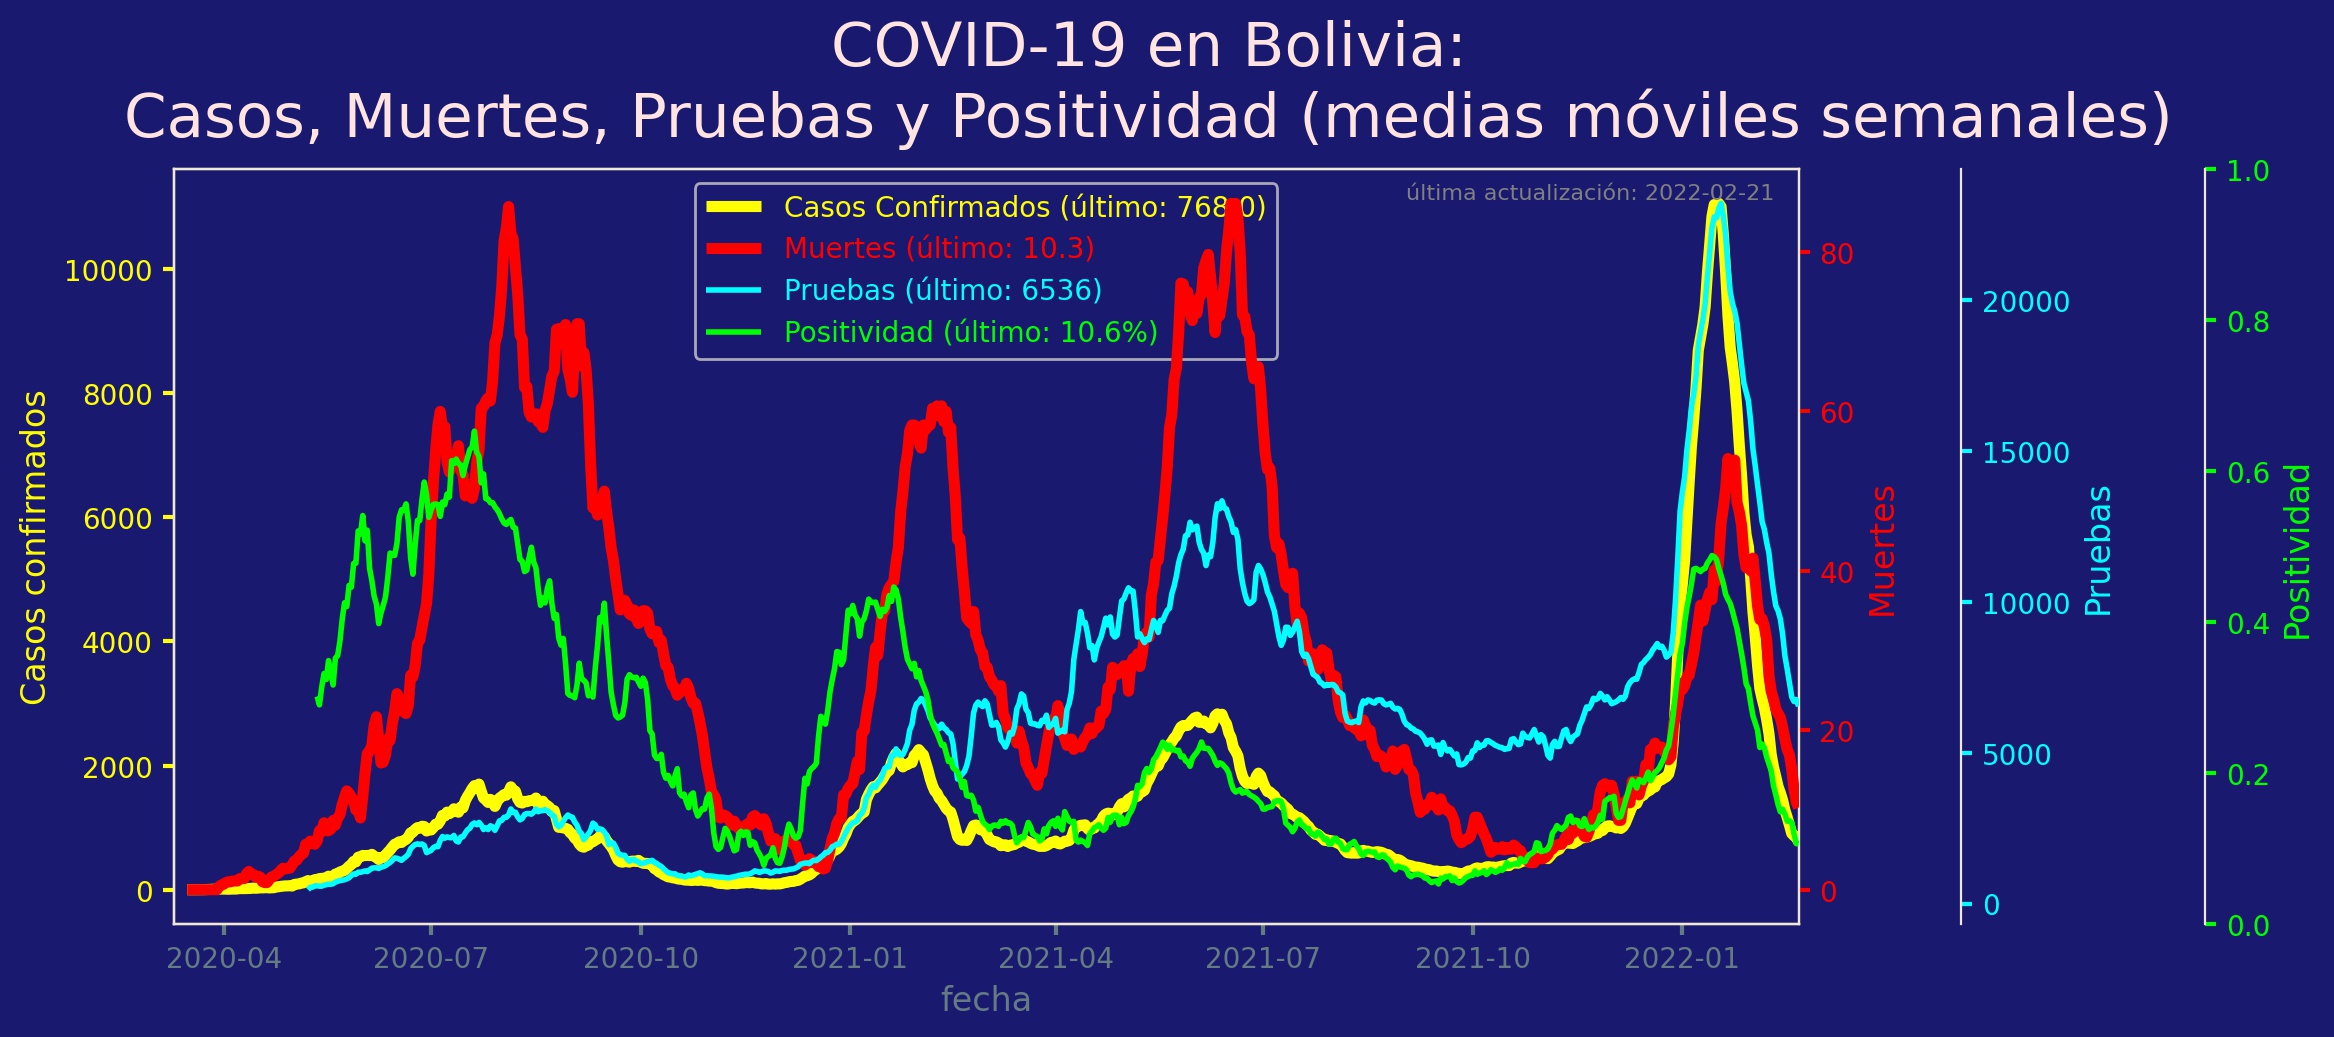 COVID-19 en Bolivia:
Casos, Muertes, Pruebas y Positividad (medias móviles semanales)
última actualización: 2022-02-21
Casos Confirmados (último: 768.0)
Muertes (último: 10.3)
Pruebas (último: 6536)
Positividad (último: 10.6%)
Casos confirmados
10000
8000
6000
4000
2000
0
80
60
40
20
0
Muertes
20000
15000
10000
5000
0
Pruebas
1.0
0.8
0.6
0.4
0.2
0.0
Positividad
2020-04
2020-07
2020-10
2021-01
2021-04
2021-07
2021-10
2022-01
fecha